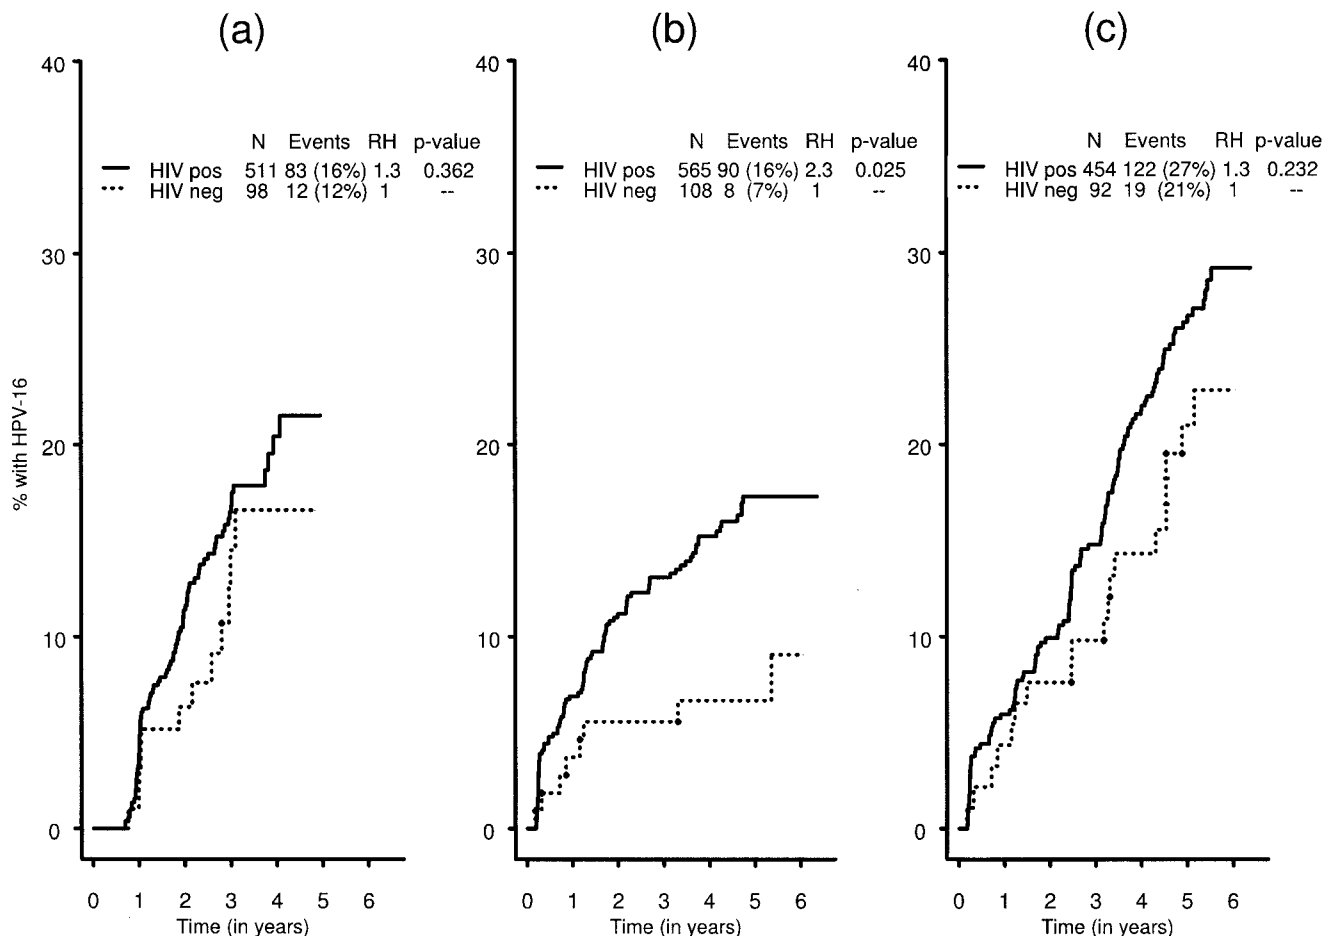 (a) (b) (c)
40 40 40
N Events RH p-value N Events RH p-value N Events RH p-value
HIV pos 511 83 (16%) 1.3 0.362 HIV pos 565 90 (16%) 2.3 0.025 HIV pos 454 122 (27%) 1.3 0.232
HIV neg 98 12 (12%) 1 -- HIV neg 108 8 (7%) 1 -- HIV neg 92 19 (21%) 1 --
30 30 30
% with HPV-16
20 20 20
10 10 10
0 0 0
0 1 2 3 4 5 6 0 1 2 3 4 5 6 0 1 2 3 4 5 6
Time (in years) Time (in years) Time (in years)